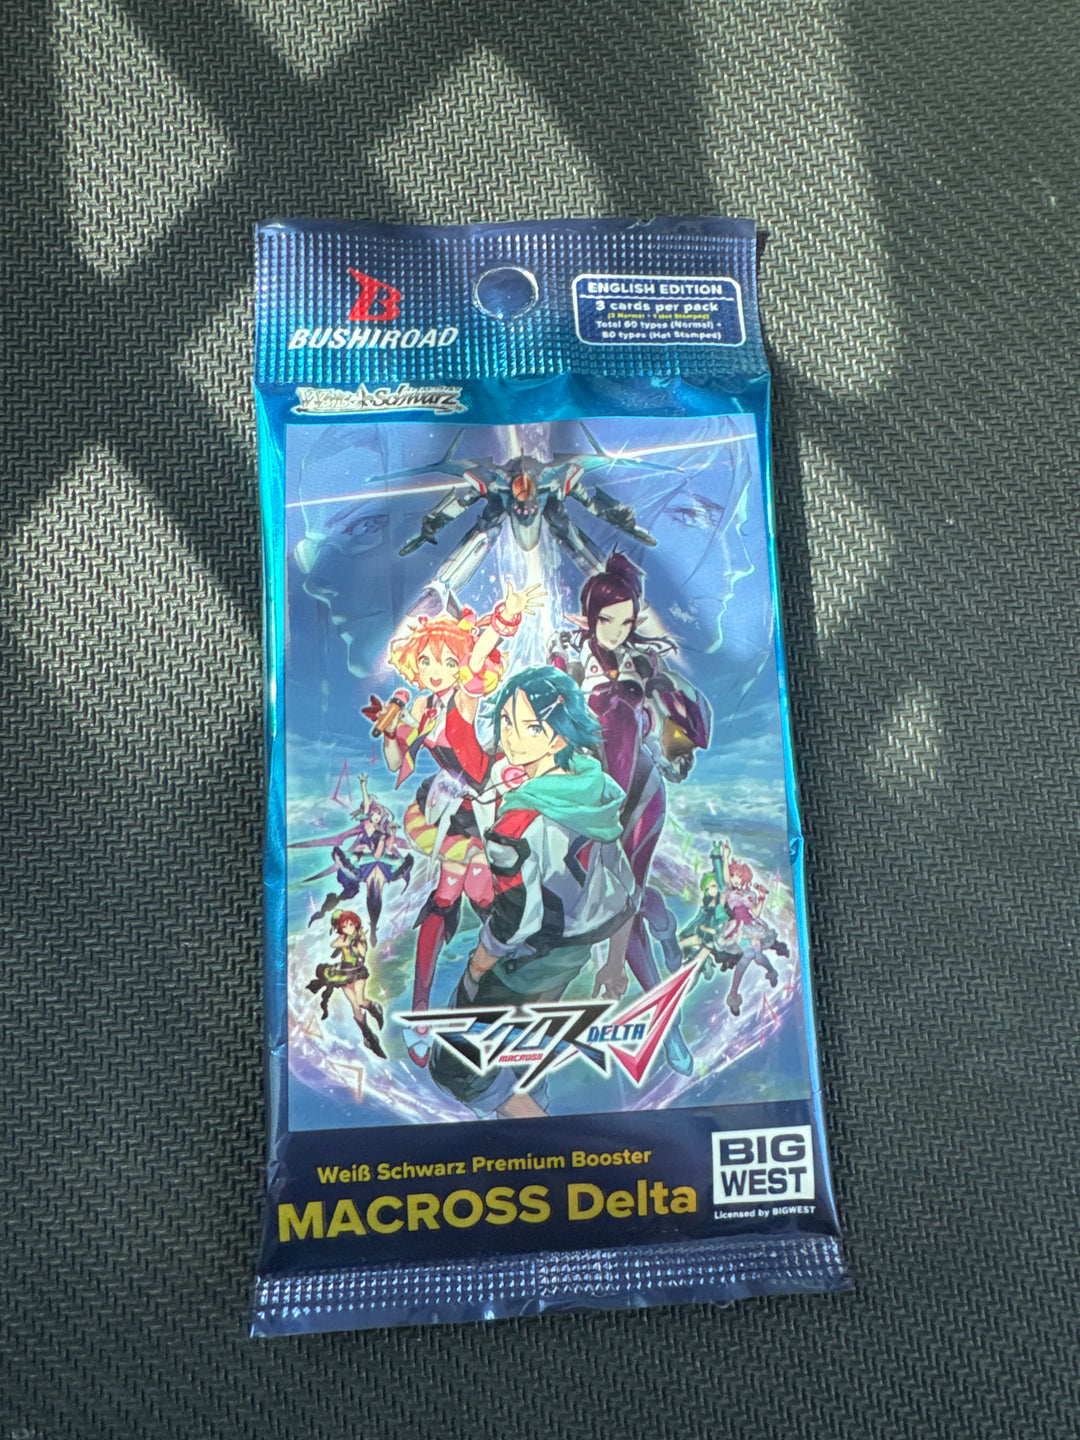 BUSHIROAD
ENGLISH EDITION
3 cards per pack
(2 Normal + 1 Hot Stamped)
Total 60 types (Normal) +
60 types (Hot Stamped)
Weiß Schwarz
マクロス DELTA
MACROSS
Weiß Schwarz Premium Booster
MACROSS Delta
BIG
WEST
Licensed by BIGWEST